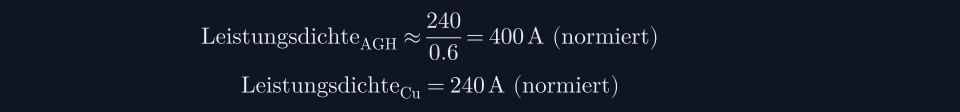 Leistungsdichte_AGH ≈ 240/0.6 = 400 A (normiert)
Leistungsdichte_Cu = 240 A (normiert)